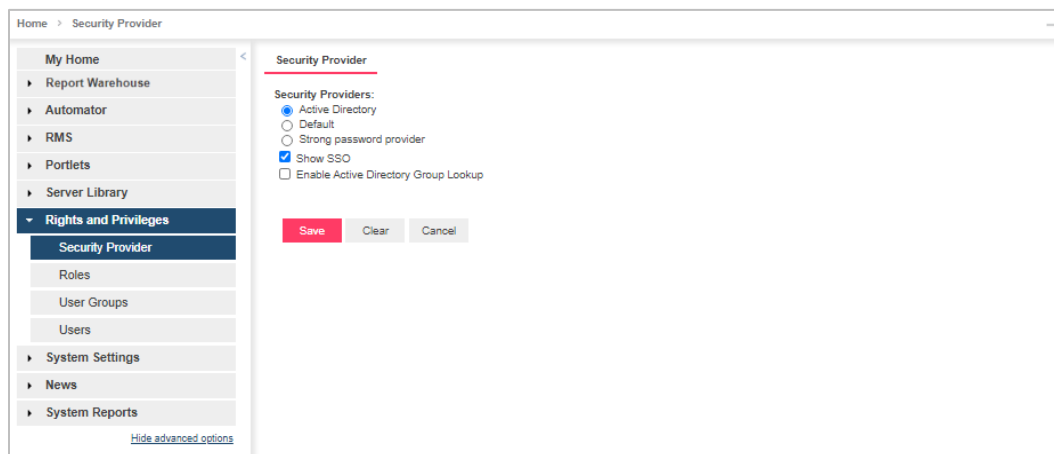 Home > Security Provider
My Home
Report Warehouse
Automator
RMS
Portlets
Server Library
Rights and Privileges
Security Provider
Roles
User Groups
Users
System Settings
News
System Reports
Hide advanced options
Security Provider
Security Providers:
Active Directory
Default
Strong password provider
Show SSO
Enable Active Directory Group Lookup
Save Clear Cancel